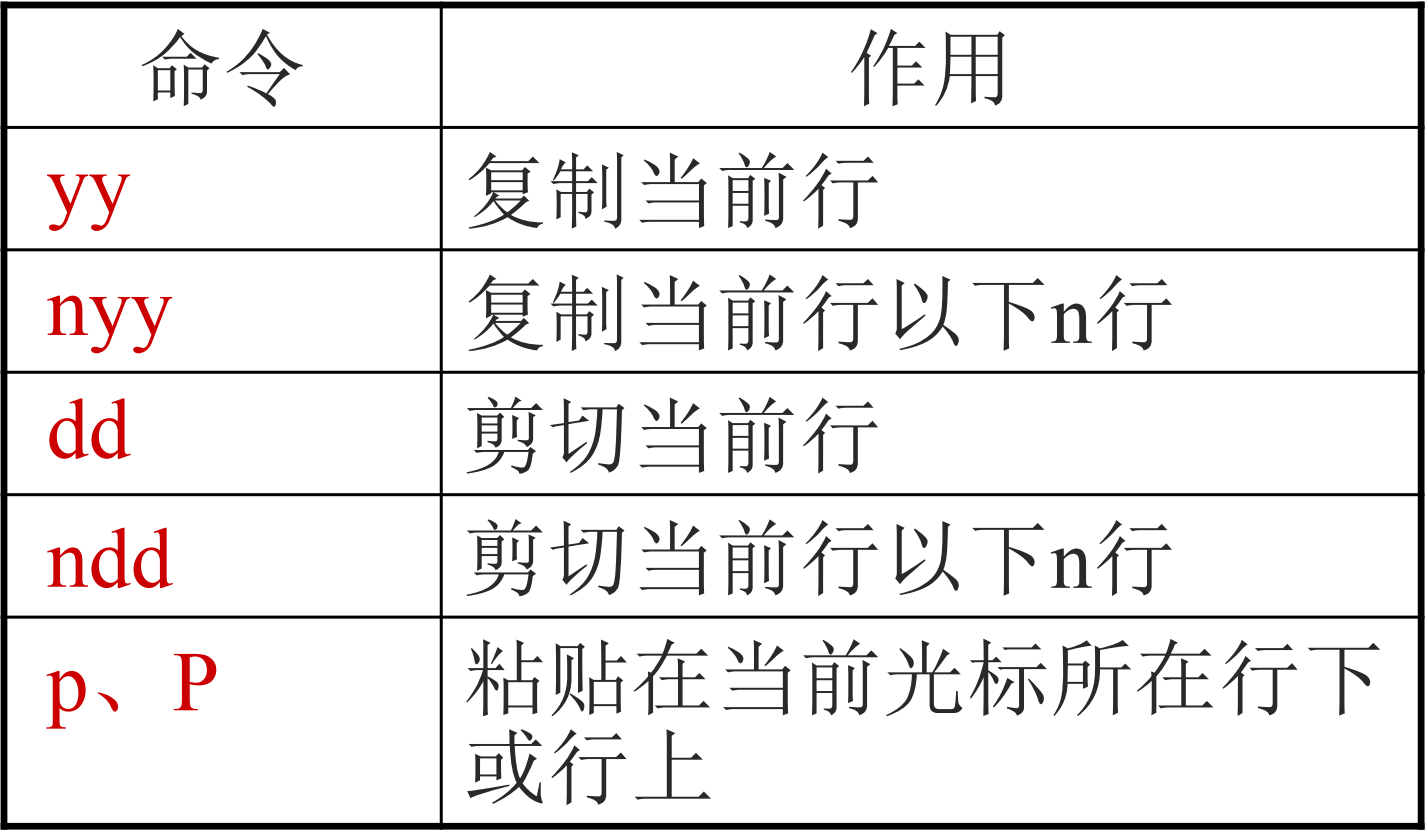 命令 作用
yy 复制当前行
nyy 复制当前行以下n行
dd 剪切当前行
ndd 剪切当前行以下n行
p、P 粘贴在当前光标所在行下
或行上